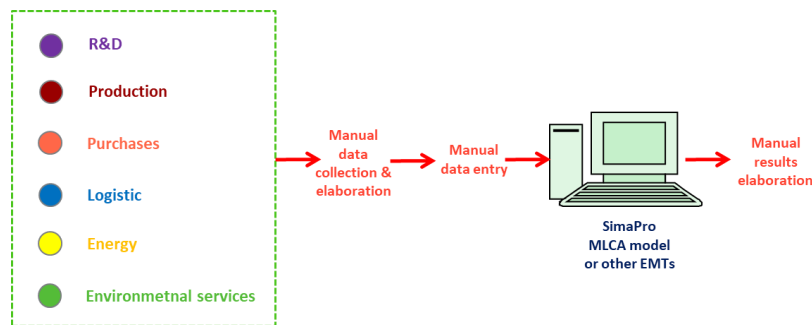 R&D
Production
Purchases
Logistic
Energy
Environmetnal services
Manual
data
collection &
elaboration
Manual
data entry
SimaPro
MLCA model
or other EMTs
Manual
results
elaboration